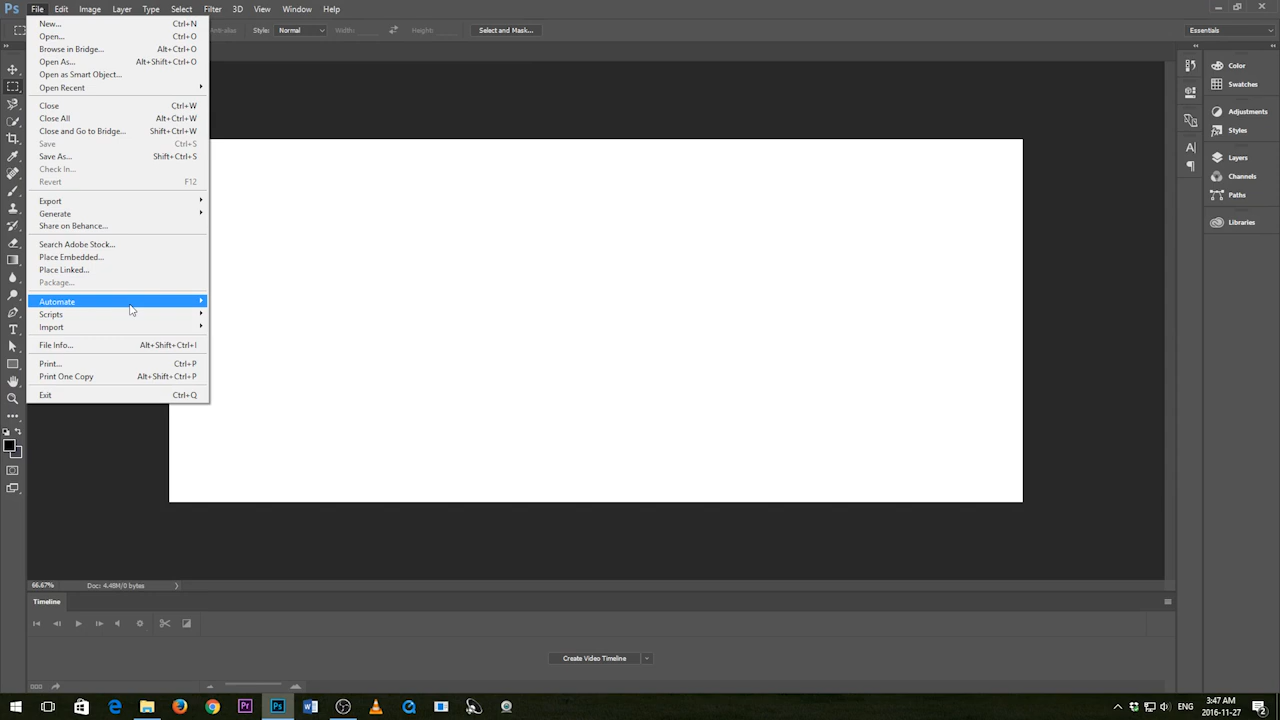 Ps File Edit Image Layer Type Select Filter 3D View Window Help
Anti-alias Style: Normal Width: Height: Select and Mask... Essentials
New... Ctrl+N
Open... Ctrl+O
Browse in Bridge... Alt+Ctrl+O
Open As... Alt+Shift+Ctrl+O
Open as Smart Object...
Open Recent
Close Ctrl+W
Close All Alt+Ctrl+W
Close and Go to Bridge... Shift+Ctrl+W
Save Ctrl+S
Save As... Shift+Ctrl+S
Check In...
Revert F12
Export
Generate
Share on Behance...
Search Adobe Stock...
Place Embedded...
Place Linked...
Package...
Automate
Scripts
Import
File Info... Alt+Shift+Ctrl+I
Print... Ctrl+P
Print One Copy Alt+Shift+Ctrl+P
Exit Ctrl+Q
Color
Swatches
Adjustments
Styles
Layers
Channels
Paths
Libraries
66.67% Doc: 4.48M/0 bytes
Timeline
Create Video Timeline
3:47 AM
2016-11-27